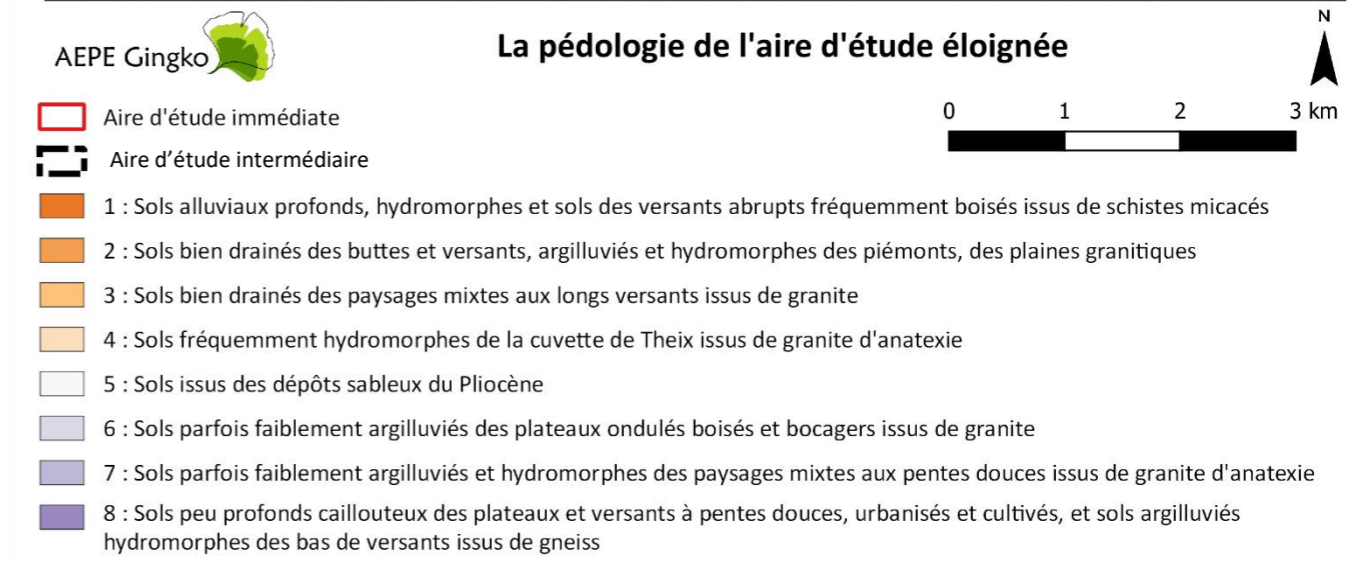 AEPE Gingko
La pédologie de l'aire d'étude éloignée
N
0 1 2 3 km
Aire d'étude immédiate
Aire d’étude intermédiaire
1 : Sols alluviaux profonds, hydromorphes et sols des versants abrupts fréquemment boisés issus de schistes micacés
2 : Sols bien drainés des buttes et versants, argilluviés et hydromorphes des piémonts, des plaines granitiques
3 : Sols bien drainés des paysages mixtes aux longs versants issus de granite
4 : Sols fréquemment hydromorphes de la cuvette de Theix issus de granite d'anatexie
5 : Sols issus des dépôts sableux du Pliocène
6 : Sols parfois faiblement argilluviés des plateaux ondulés boisés et bocagers issus de granite
7 : Sols parfois faiblement argilluviés et hydromorphes des paysages mixtes aux pentes douces issus de granite d'anatexie
8 : Sols peu profonds caillouteux des plateaux et versants à pentes douces, urbanisés et cultivés, et sols argilluviés
hydromorphes des bas de versants issus de gneiss